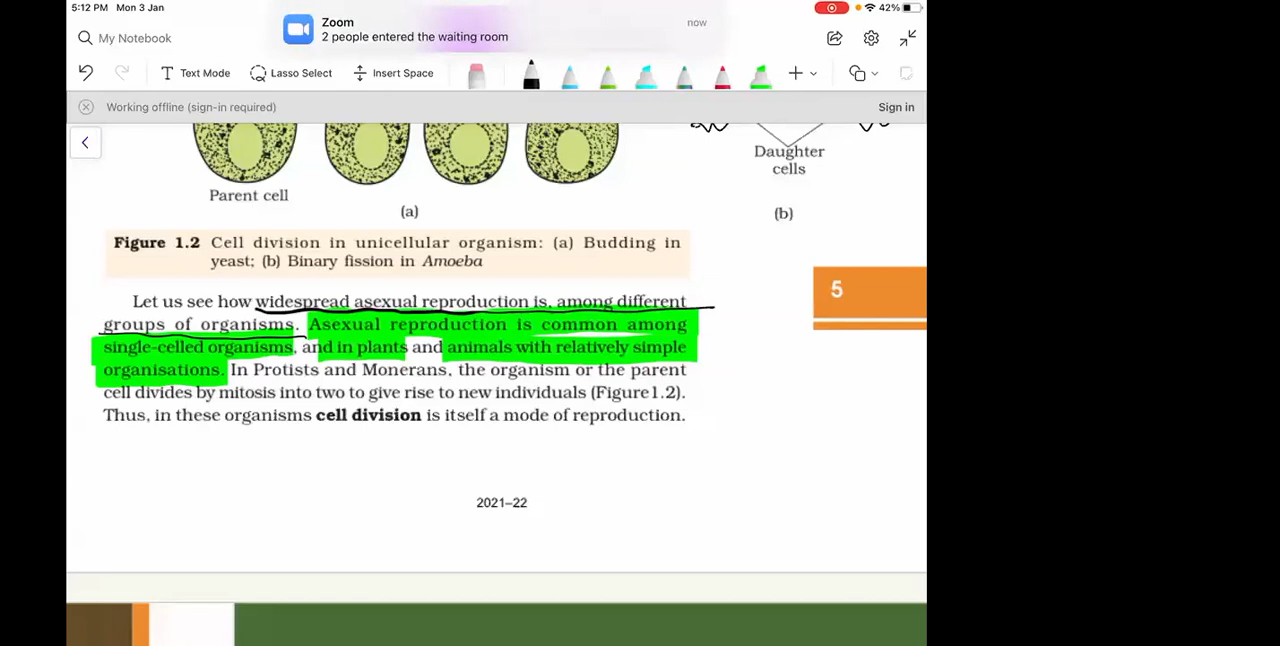 5:12 PM Mon 3 Jan
42%
Zoom
now
2 people entered the waiting room
My Notebook
Text Mode
Lasso Select
Insert Space
Working offline (sign-in required)
Sign in
Daughter
cells
Parent cell
(a)
(b)
Figure 1.2 Cell division in unicellular organism: (a) Budding in
yeast; (b) Binary fission in Amoeba
5
Let us see how widespread asexual reproduction is, among different
groups of organisms. Asexual reproduction is common among
single-celled organisms, and in plants and animals with relatively simple
organisations. In Protists and Monerans, the organism or the parent
cell divides by mitosis into two to give rise to new individuals (Figure1.2).
Thus, in these organisms cell division is itself a mode of reproduction.
2021–22